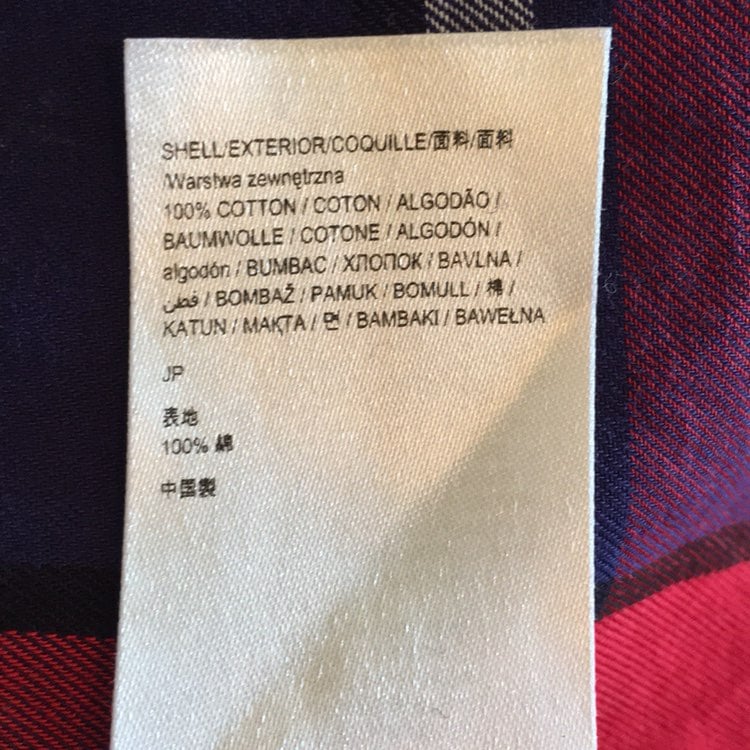 SHELL/EXTERIOR/COQUILLE/面料/面料
/Warstwa zewnętrzna
100% COTTON / COTON / ALGODÃO /
BAUMWOLLE / COTONE / ALGODÓN /
algodón / BUMBAC / ХЛОПОК / BAVLNA /
قطن / BOMBAŽ / PAMUK / BOMULL / 棉 /
KATUN / МАҚТА / 면 / BAMBAKI / BAWEŁNA
JP
表地
100% 綿
中国製